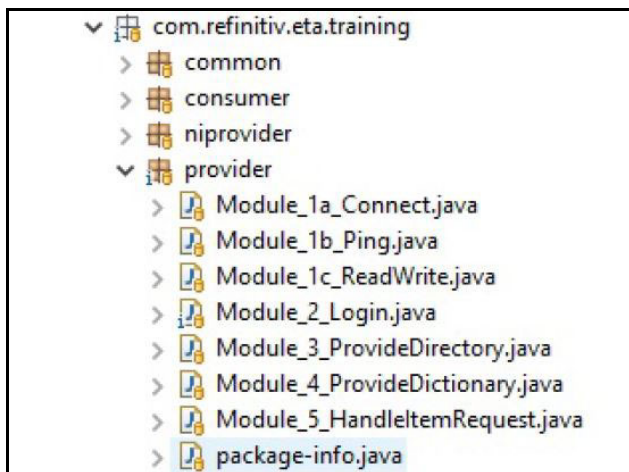 com.refinitiv.eta.training
common
consumer
niprovider
provider
Module_1a_Connect.java
Module_1b_Ping.java
Module_1c_ReadWrite.java
Module_2_Login.java
Module_3_ProvideDirectory.java
Module_4_ProvideDictionary.java
Module_5_HandleItemRequest.java
package-info.java